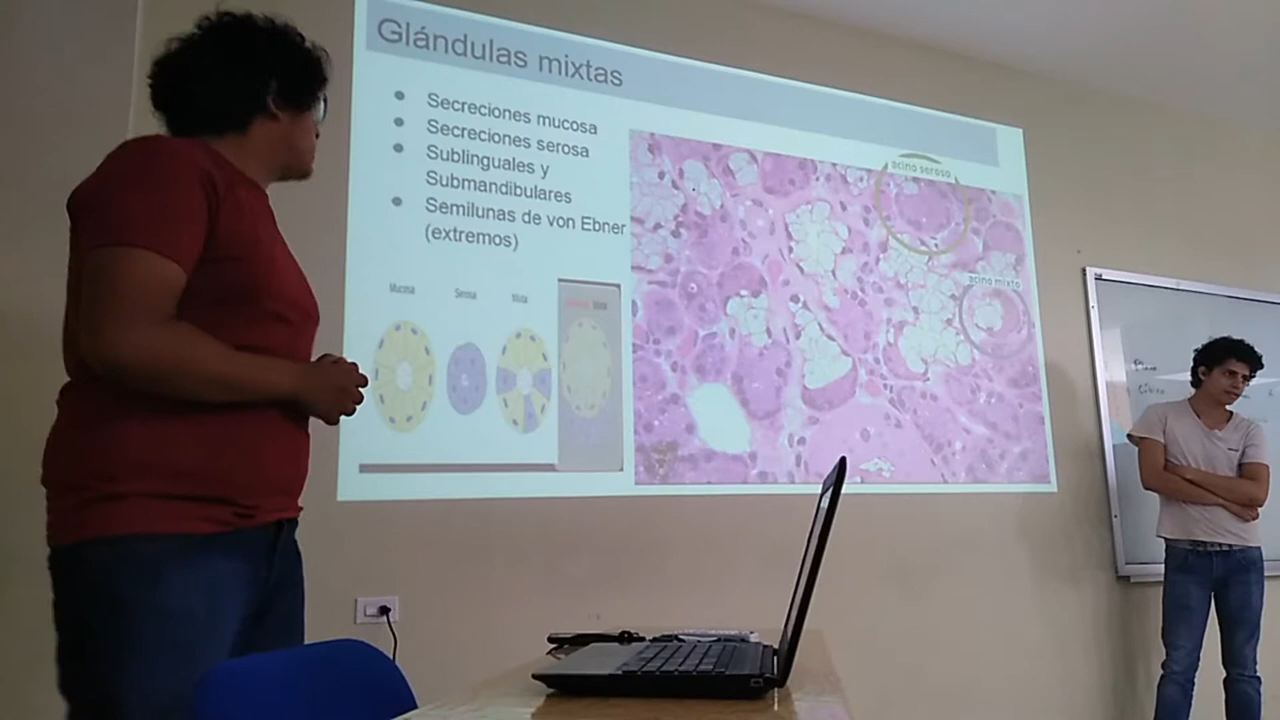 Glándulas mixtas
Secreciones mucosa
Secreciones serosa
Sublinguales y
Submandibulares
Semilunas de von Ebner
(extremos)
Mucosa Serosa Mixta
acino seroso
acino mixto